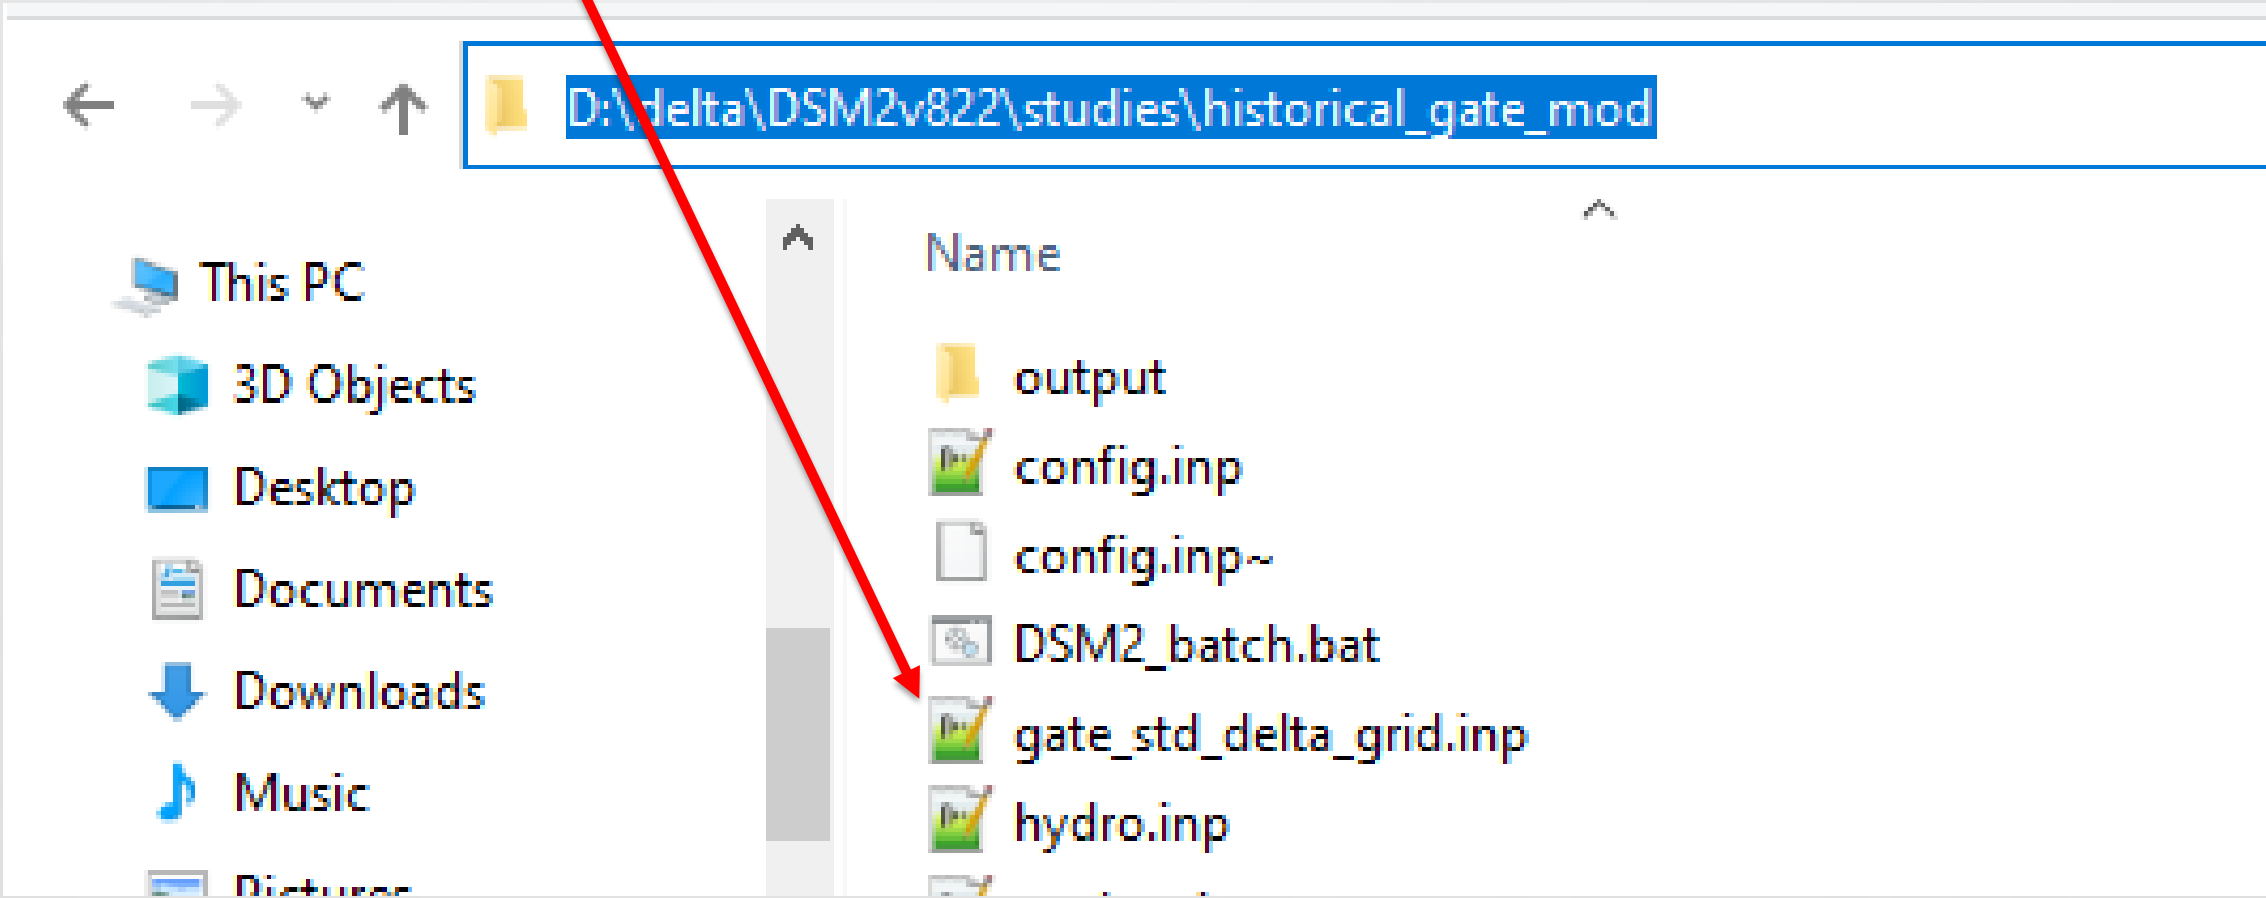 D:\delta\DSM2v822\studies\historical_gate_mod
Name
This PC
3D Objects
Desktop
Documents
Downloads
Music
Pictures
output
config.inp
config.inp~
DSM2_batch.bat
gate_std_delta_grid.inp
hydro.inp